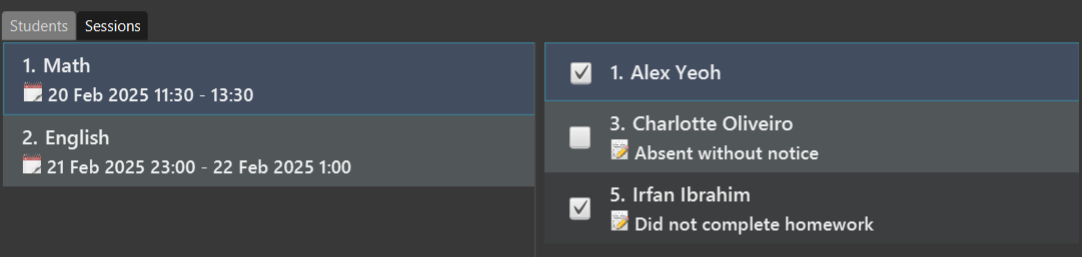 Students
Sessions
1. Math
20 Feb 2025 11:30 - 13:30
2. English
21 Feb 2025 23:00 - 22 Feb 2025 1:00
1. Alex Yeoh
3. Charlotte Oliveiro
Absent without notice
5. Irfan Ibrahim
Did not complete homework